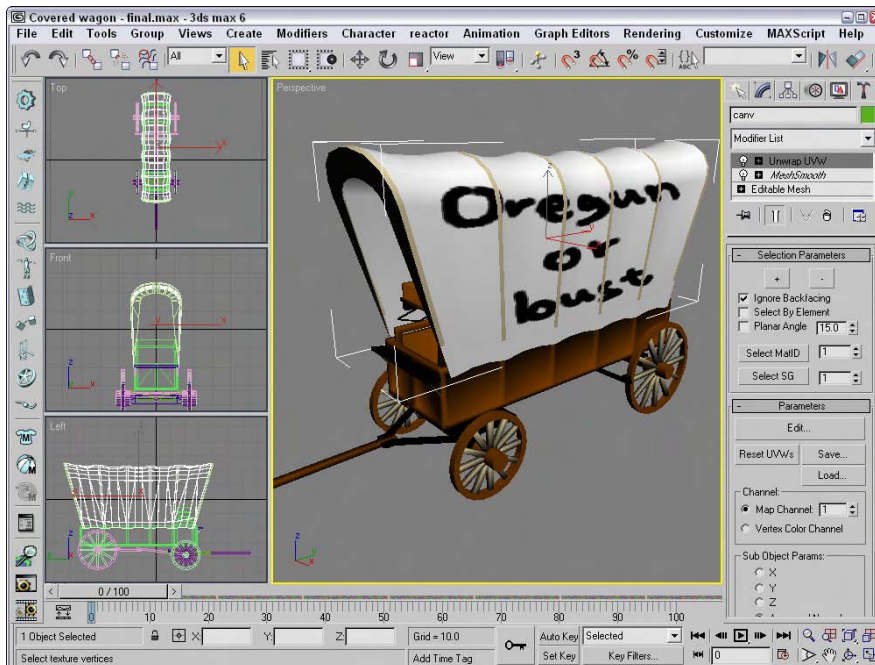 Covered wagon - final.max - 3ds max 6
File Edit Tools Group Views Create Modifiers Character reactor Animation Graph Editors Rendering Customize MAXScript Help
All View
Top
Perspective
canv
Modifier List
Unwrap UVW
MeshSmooth
Editable Mesh
Oregun
or
bust
Front
Left
- Selection Parameters
+ -
Ignore Backfacing
Select By Element
Planar Angle 15.0
Select MatID 1
Select SG 1
- Parameters
Edit...
Reset UVWs Save...
Load...
Channel:
Map Channel: 1
Vertex Color Channel
Sub Object Params:
X
Y
Z
0 / 100
0 10 20 30 40 50 60 70 80 90 100
1 Object Selected X: Y: Z: Grid = 10.0 Auto Key Selected
Select texture vertices Add Time Tag Set Key Key Filters... 0